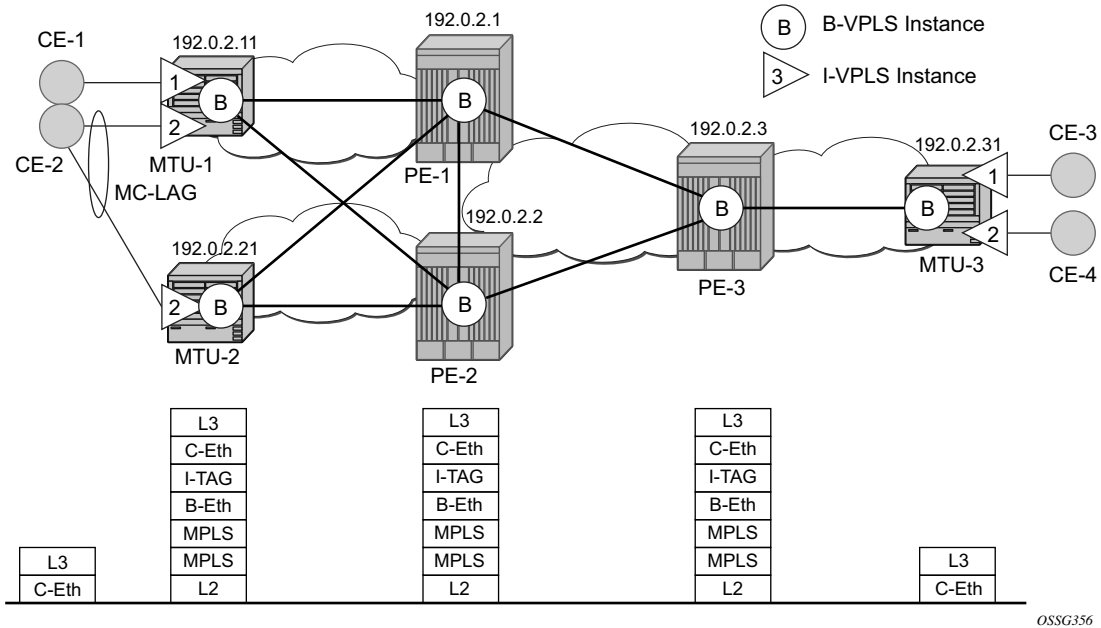 B
B-VPLS Instance
3
I-VPLS Instance
CE-1
192.0.2.11
192.0.2.1
1
B
B
2
CE-2
MTU-1
MC-LAG
PE-1
192.0.2.3
192.0.2.31
CE-3
1
B
B
2
MTU-3
CE-4
PE-3
192.0.2.21
192.0.2.2
2
B
B
MTU-2
PE-2
L3
C-Eth
L3
C-Eth
I-TAG
B-Eth
MPLS
MPLS
L2
L3
C-Eth
I-TAG
B-Eth
MPLS
MPLS
L2
L3
C-Eth
I-TAG
B-Eth
MPLS
MPLS
L2
L3
C-Eth
OSSG356